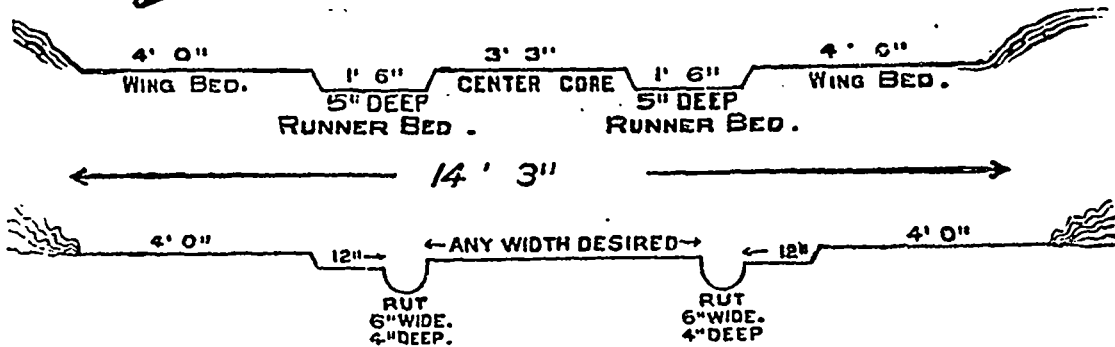 4' 0" 3' 3" 4' 6"
WING BED. 1' 6" CENTER CORE 1' 6" WING BED.
5" DEEP 5" DEEP
RUNNER BED. RUNNER BED.
14' 3"
4' 0" ANY WIDTH DESIRED 4' 0"
12" 12"
RUT RUT
6" WIDE. 6" WIDE.
4" DEEP. 4" DEEP